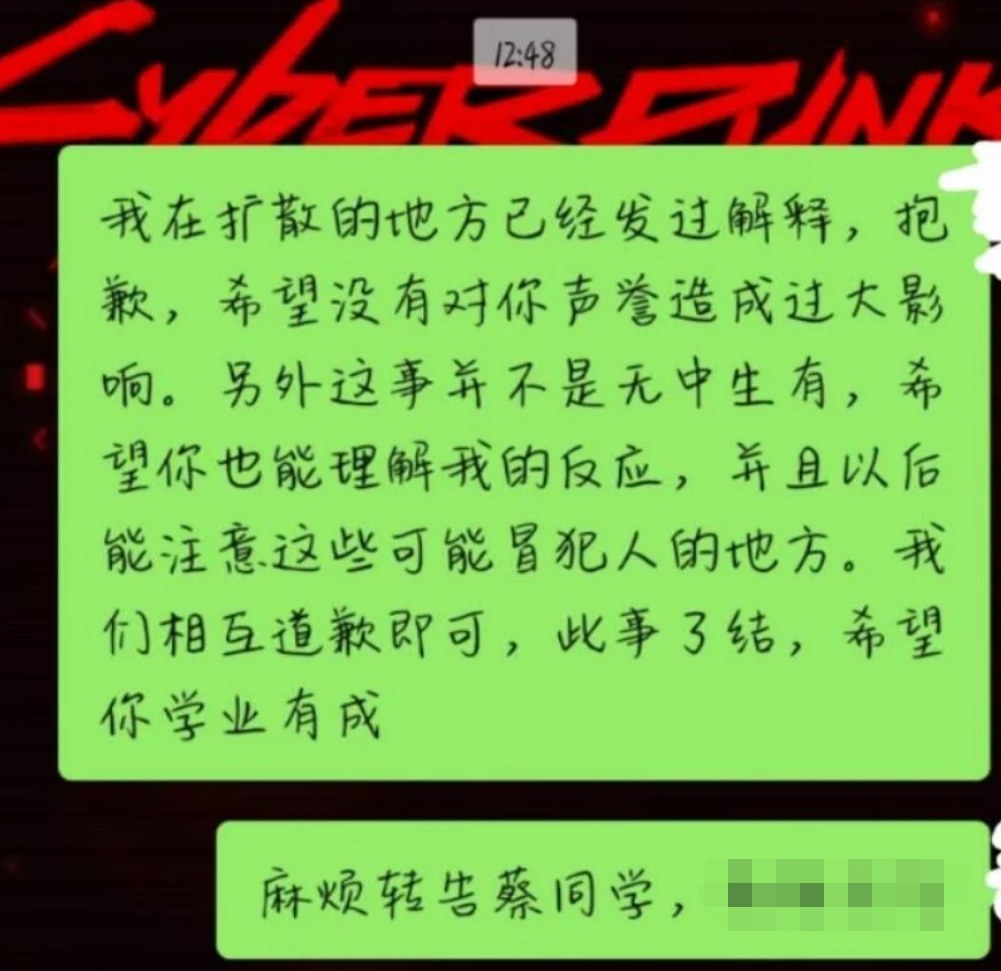 CYBERPUNK
12:48
我在扩散的地方已经发过解释，抱
歉，希望没有对你声誉造成过大影
响。另外这事并不是无中生有，希
望你也能理解我的反应，并且以后
能注意这些可能冒犯人的地方。我
们相互道歉即可，此事了结，希望
你学业有成
麻烦转告蔡同学，